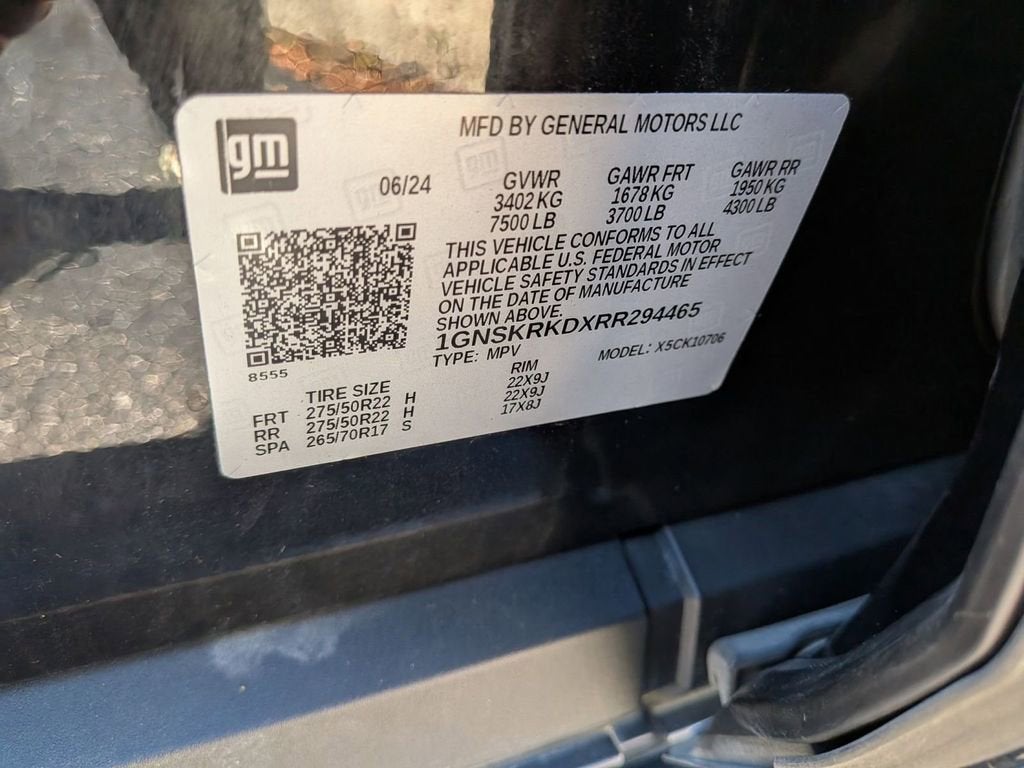 gm
MFD BY GENERAL MOTORS LLC
06/24
GVWR GAWR FRT GAWR RR
3402 KG 1678 KG 1950 KG
7500 LB 3700 LB 4300 LB
THIS VEHICLE CONFORMS TO ALL
APPLICABLE U.S. FEDERAL MOTOR
VEHICLE SAFETY STANDARDS IN EFFECT
ON THE DATE OF MANUFACTURE
SHOWN ABOVE.
1GNSKRKDXRR294465
TYPE: MPV MODEL: X5CK10706
8555
TIRE SIZE RIM
FRT 275/50R22 H 22X9J
RR 275/50R22 H 22X9J
SPA 265/70R17 S 17X8J